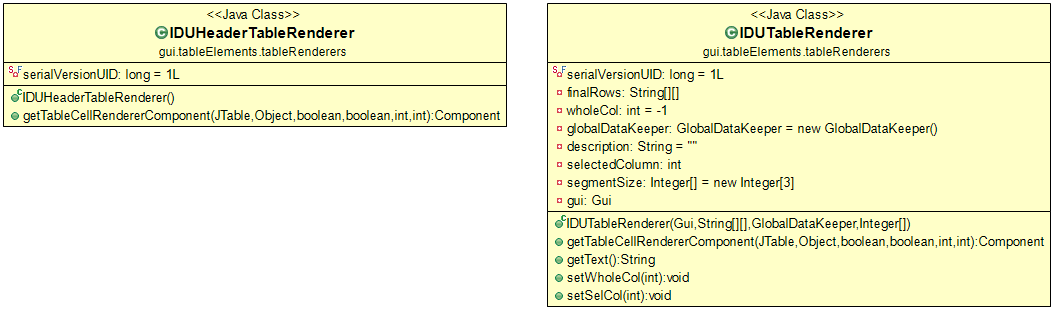 <<Java Class>>
IDUHeaderTableRenderer
gui.tableElements.tableRenderers
serialVersionUID: long = 1L
IDUHeaderTableRenderer()
getTableCellRendererComponent(JTable,Object,boolean,boolean,int,int):Component
<<Java Class>>
IDUTableRenderer
gui.tableElements.tableRenderers
serialVersionUID: long = 1L
finalRows: String[][]
wholeCol: int = -1
globalDataKeeper: GlobalDataKeeper = new GlobalDataKeeper()
description: String = ""
selectedColumn: int
segmentSize: Integer[] = new Integer[3]
gui: Gui
IDUTableRenderer(Gui,String[][],GlobalDataKeeper,Integer[])
getTableCellRendererComponent(JTable,Object,boolean,boolean,int,int):Component
getText():String
setWholeCol(int):void
setSelCol(int):void